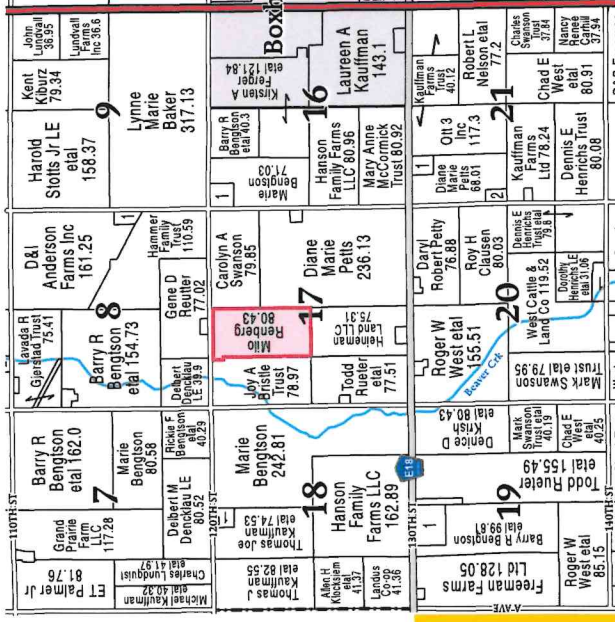 John
Lundvall
36.95
Lundvall
Farms
Inc 36.6
Kent
Kiburz
79.34
Harold
Stotts Jr LE
etal
158.37
9
Lynne
Marie
Baker
317.13
Boxh
Kirsten A
Ferger
etal 121.84
Laureen A
Kauffman
143.1
16
Barry R
Bengtson
etal 40.3
Marie
Bengtson
71.03
1
Hanson
Family Farms
LLC 80.96
Mary Anne
McCormick
Trust 80.92
Kauffman
Farms
Trust
40.12
Robert L
Nelson etal
77.2
Charles
Swanson
Trust
37.84
Nancy
Renee
Carhill
37.94
21
Chad E
West
etal
80.91
Ott 3
Inc
117.3
1
Diane
Marie
Petts
68.01
2
Kauffman
Farms
Ltd 78.24
Dennis E
Henrichs Trust
80.08
D&I
Anderson
Farms Inc
161.25
1
Hammer
Family
Trust
110.59
8
Lavada R
Gjerstad Trust
75.41
Barry R
Bengtson
etal 154.73
Gene D
Reutter
77.02
Delbert
Dencklau
LE 39.9
Carolyn A
Swanson
79.85
Diane
Marie
Petts
236.13
17
Milo
Renberg
80.43
Heineman
Land LLC
75.31
Joy A
Bristle
Trust
78.97
Todd
Rueter
etal
77.51
Daryl
Robert Petty
76.88
Roy H
Clausen
80.03
Dennis E
Henrichs Trust etal
79.8
20
Roger W
West etal
155.51
West Cattle &
Land Co 119.52
Dorothy
Henrichs LE
etal 31.06
Beaver Crk
Mark Swanson
Trust etal 79.95
110TH ST
Barry R
Bengtson
etal 162.0
Marie
Bengtson
80.58
Rickie F
Bengtson
etal
40.29
7
Grand
Prairie
Farm
LLC
117.28
Delbert M
Dencklau LE
80.52
ET Palmer Jr
81.76
Charles Lundquist
etal 41.97
Michael Kauffman
etal 40.32
120TH ST
Marie
Bengtson
242.81
18
1
Thomas Joe
Kauffman
etal 74.53
Hanson
Family
Farms LLC
162.89
Thomas J
Kauffman
etal 82.55
Allen H
Klocksiem
etal
41.37
Landus
Co-op
41.36
130TH ST
E18
Denice D
Krish
etal 80.43
Mark
Swanson
Trust etal
40.19
Chad E
West
etal
40.25
19
Todd Rueter
etal 155.49
1
Barry R Bengtson
etal 99.81
Freeman Farms
Ltd 128.05
Roger W
West etal
85.15
140TH ST
A AVE